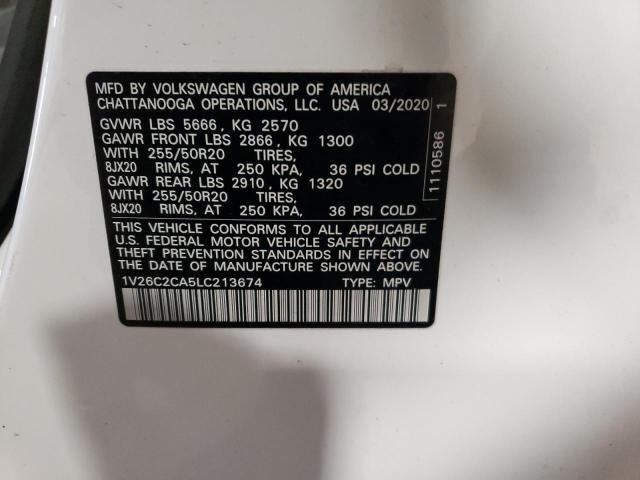 MFD BY VOLKSWAGEN GROUP OF AMERICA
CHATTANOOGA OPERATIONS, LLC. USA 03/2020
GVWR LBS 5666, KG 2570
GAWR FRONT LBS 2866, KG 1300
WITH 255/50R20 TIRES,
8JX20 RIMS, AT 250 KPA, 36 PSI COLD
GAWR REAR LBS 2910, KG 1320
WITH 255/50R20 TIRES,
8JX20 RIMS, AT 250 KPA, 36 PSI COLD
THIS VEHICLE CONFORMS TO ALL APPLICABLE
U.S. FEDERAL MOTOR VEHICLE SAFETY AND
THEFT PREVENTION STANDARDS IN EFFECT ON
THE DATE OF MANUFACTURE SHOWN ABOVE.
1V26C2CA5LC213674 TYPE: MPV
1110586 1